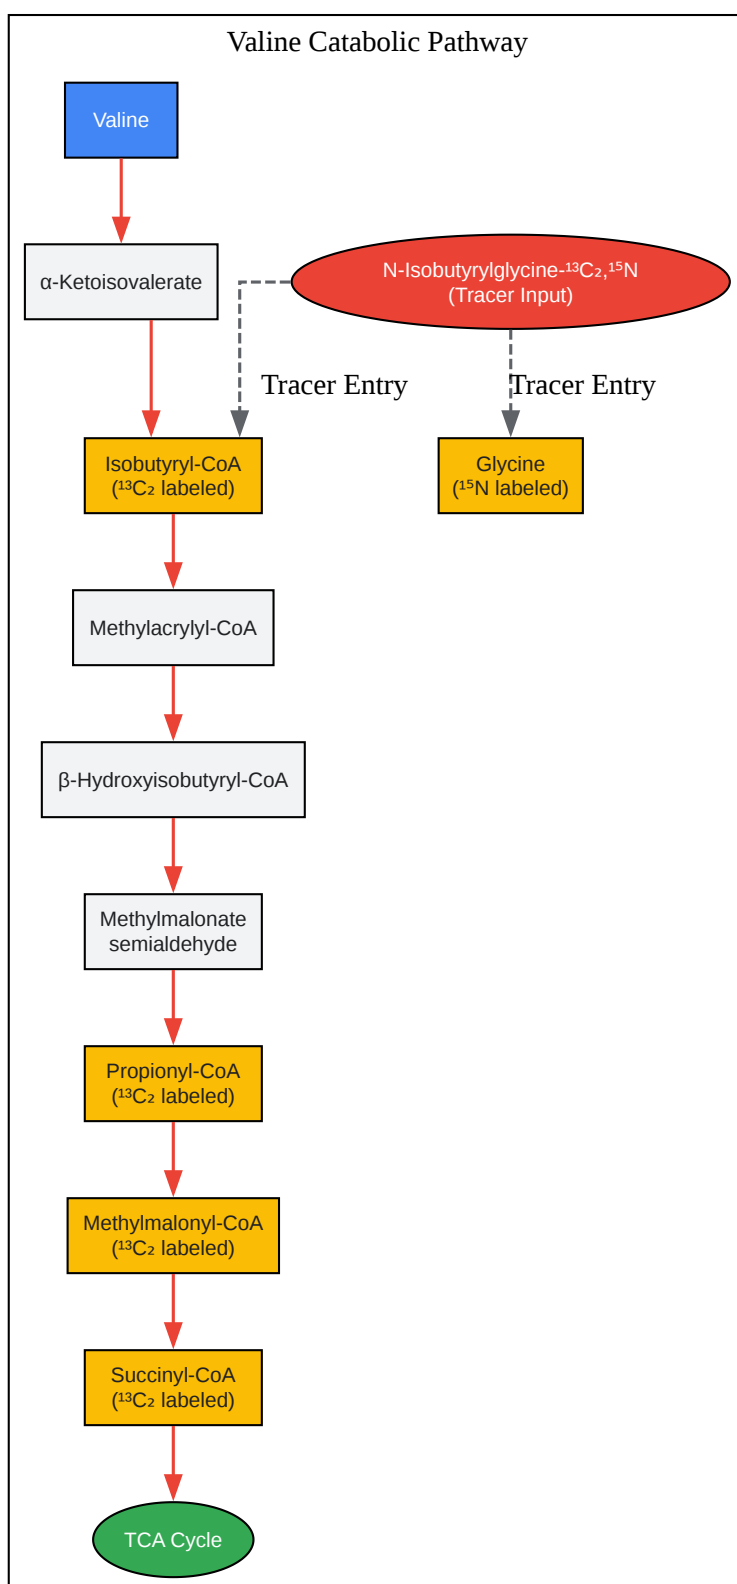 Valine Catabolic Pathway
Valine
α-Ketoisovalerate
N-Isobutyrylglycine-¹³C₂,¹⁵N
(Tracer Input)
Tracer Entry
Tracer Entry
Isobutyryl-CoA
(¹³C₂ labeled)
Glycine
(¹⁵N labeled)
Methylacrylyl-CoA
β-Hydroxyisobutyryl-CoA
Methylmalonate
semialdehyde
Propionyl-CoA
(¹³C₂ labeled)
Methylmalonyl-CoA
(¹³C₂ labeled)
Succinyl-CoA
(¹³C₂ labeled)
TCA Cycle